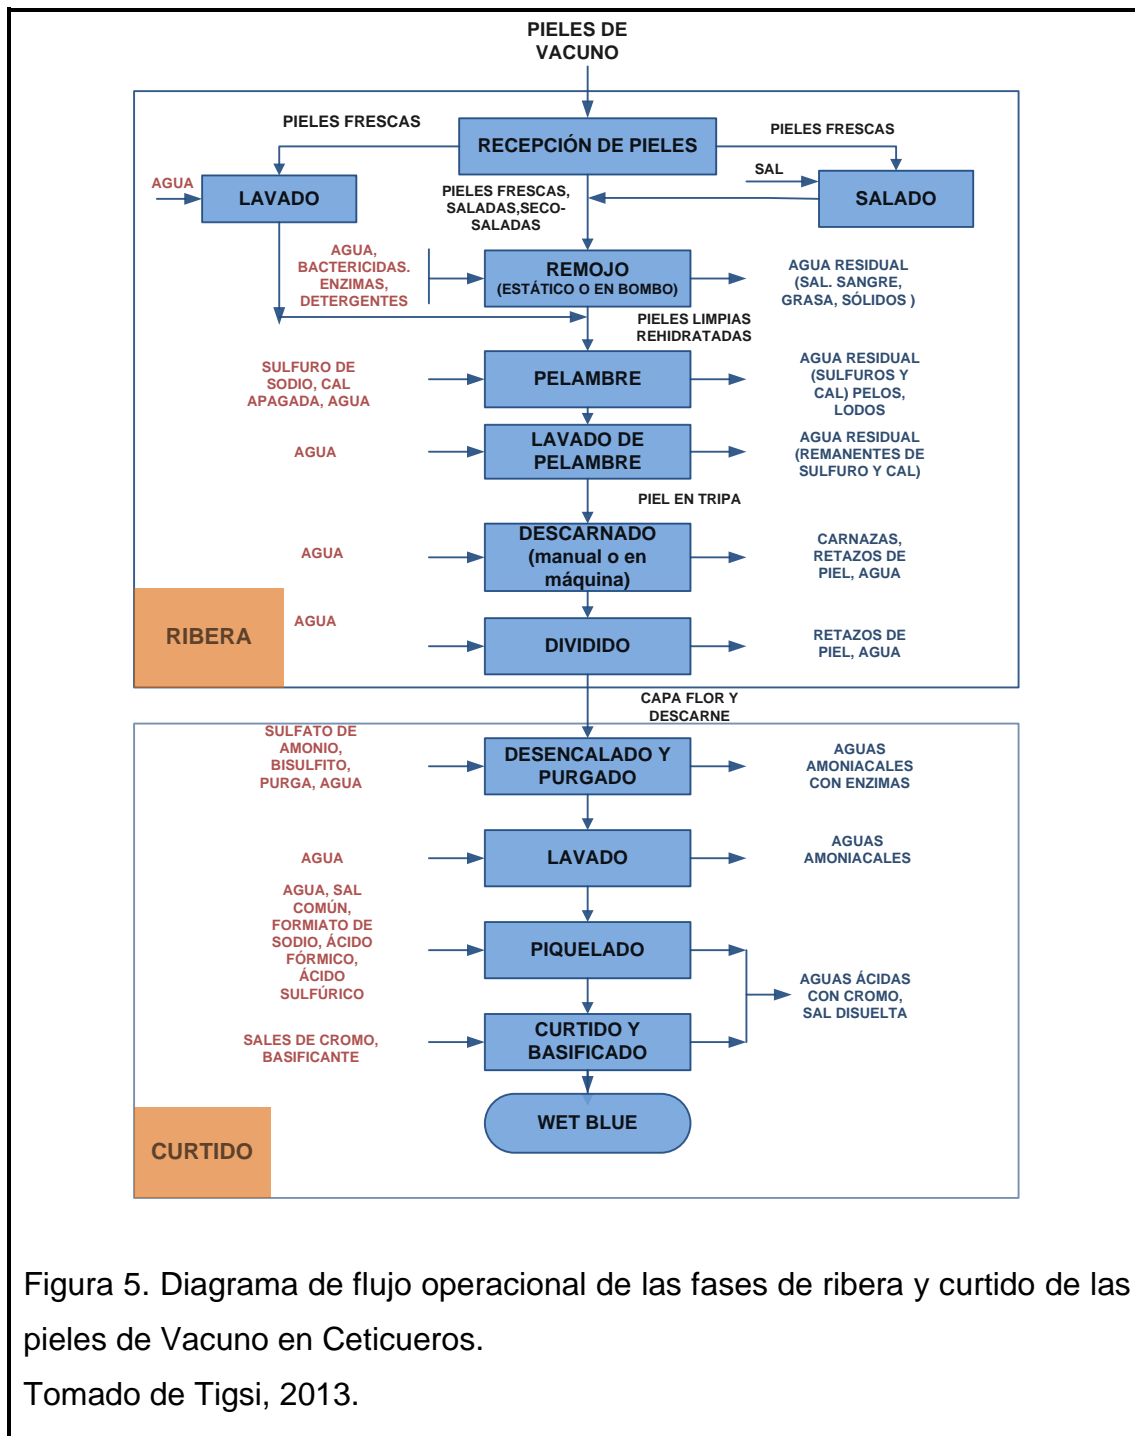 PIELES DE
VACUNO
PIELES FRESCAS
RECEPCIÓN DE PIELES
PIELES FRESCAS
AGUA
LAVADO
SAL
SALADO
PIELES FRESCAS,
SALADAS,SECO-
SALADAS
AGUA,
BACTERICIDAS.
ENZIMAS,
DETERGENTES
REMOJO
(ESTÁTICO O EN BOMBO)
AGUA RESIDUAL
(SAL. SANGRE,
GRASA, SÓLIDOS )
PIELES LIMPIAS
REHIDRATADAS
SULFURO DE
SODIO, CAL
APAGADA, AGUA
PELAMBRE
AGUA RESIDUAL
(SULFUROS Y
CAL) PELOS,
LODOS
AGUA
LAVADO DE
PELAMBRE
AGUA RESIDUAL
(REMANENTES DE
SULFURO Y CAL)
PIEL EN TRIPA
AGUA
DESCARNADO
(manual o en
máquina)
CARNAZAS,
RETAZOS DE
PIEL, AGUA
RIBERA
AGUA
DIVIDIDO
RETAZOS DE
PIEL, AGUA
CAPA FLOR Y
DESCARNE
SULFATO DE
AMONIO,
BISULFITO,
PURGA, AGUA
DESENCALADO Y
PURGADO
AGUAS
AMONIACALES
CON ENZIMAS
AGUA
LAVADO
AGUAS
AMONIACALES
AGUA, SAL
COMÚN,
FORMIATO DE
SODIO, ÁCIDO
FÓRMICO,
ÁCIDO
SULFÚRICO
PIQUELADO
AGUAS ÁCIDAS
CON CROMO,
SAL DISUELTA
SALES DE CROMO,
BASIFICANTE
CURTIDO Y
BASIFICADO
WET BLUE
CURTIDO
Figura 5. Diagrama de flujo operacional de las fases de ribera y curtido de las
pieles de Vacuno en Ceticueros.
Tomado de Tigsi, 2013.